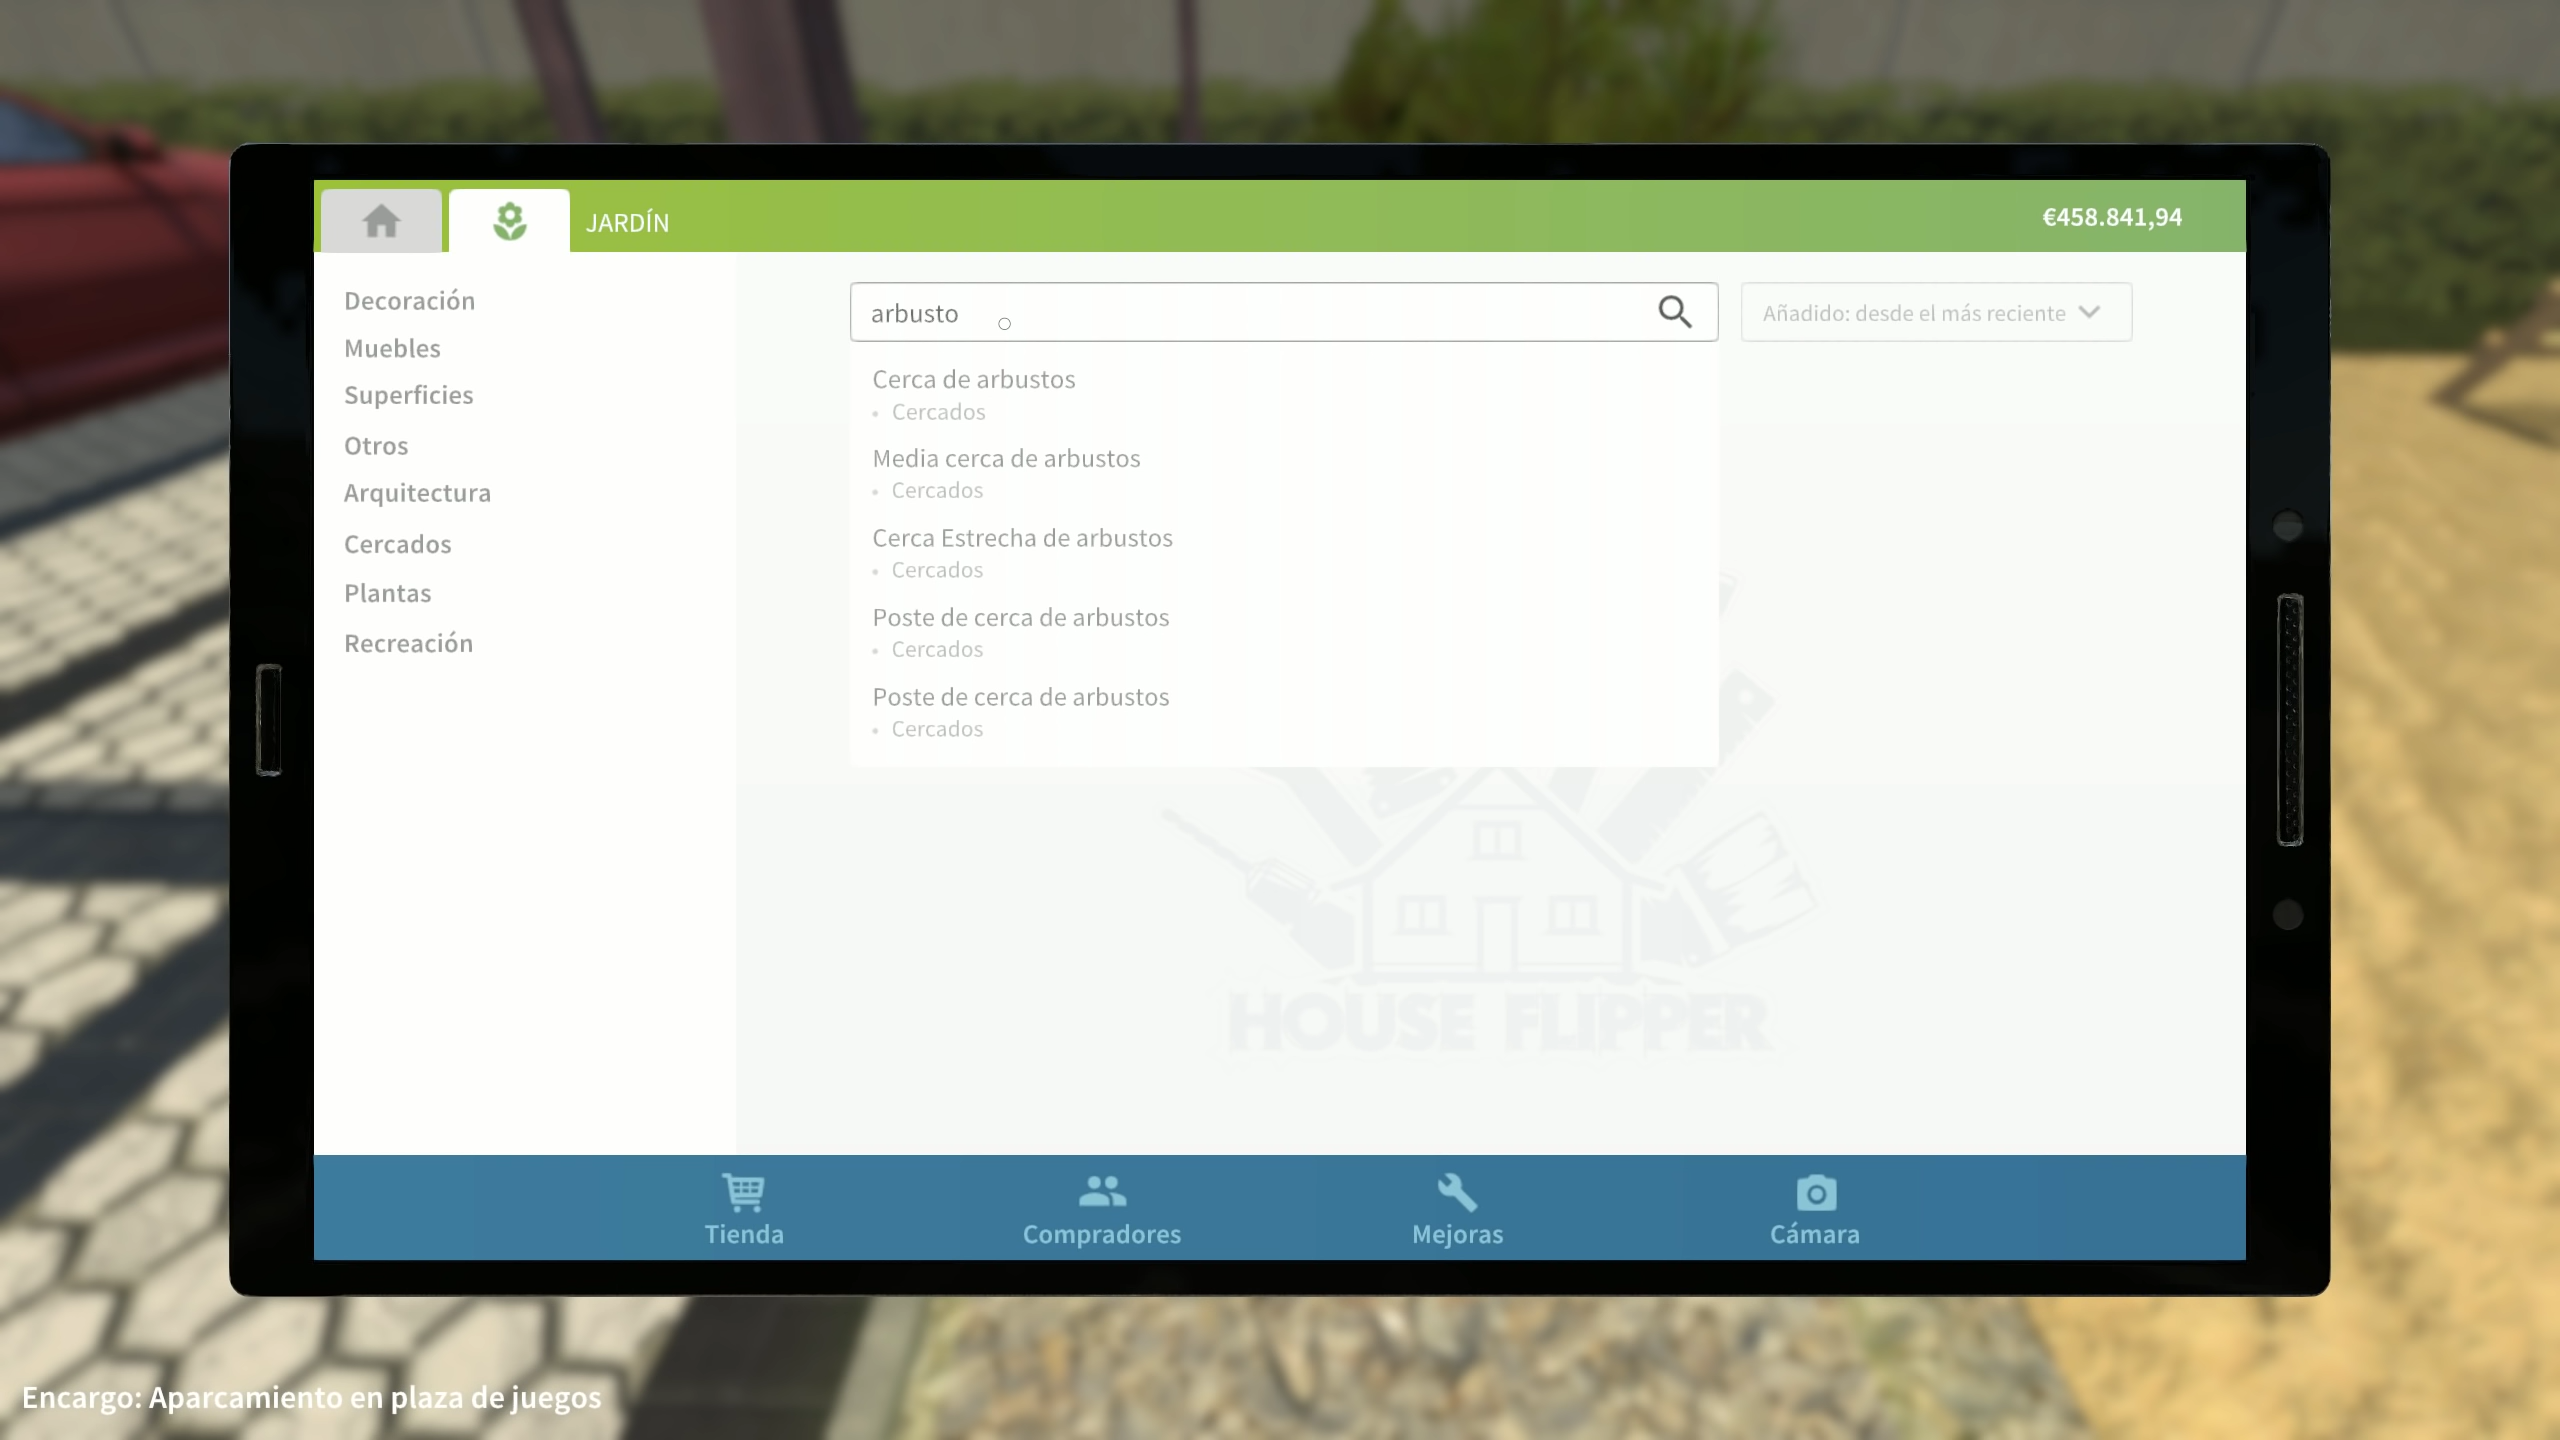 JARDÍN
€458.841,94
Decoración
Muebles
Superficies
Otros
Arquitectura
Cercados
Plantas
Recreación
arbusto
Añadido: desde el más reciente
Cerca de arbustos
• Cercados
Media cerca de arbustos
• Cercados
Cerca Estrecha de arbustos
• Cercados
Poste de cerca de arbustos
• Cercados
Poste de cerca de arbustos
• Cercados
HOUSE FLIPPER
Tienda
Compradores
Mejoras
Cámara
Encargo: Aparcamiento en plaza de juegos